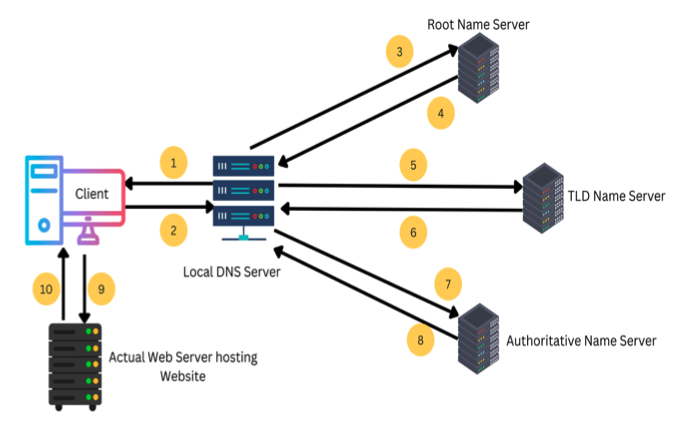 Root Name Server
3
4
1
5
Client
TLD Name Server
2
6
Local DNS Server
7
10
9
8
Authoritative Name Server
Actual Web Server hosting
Website